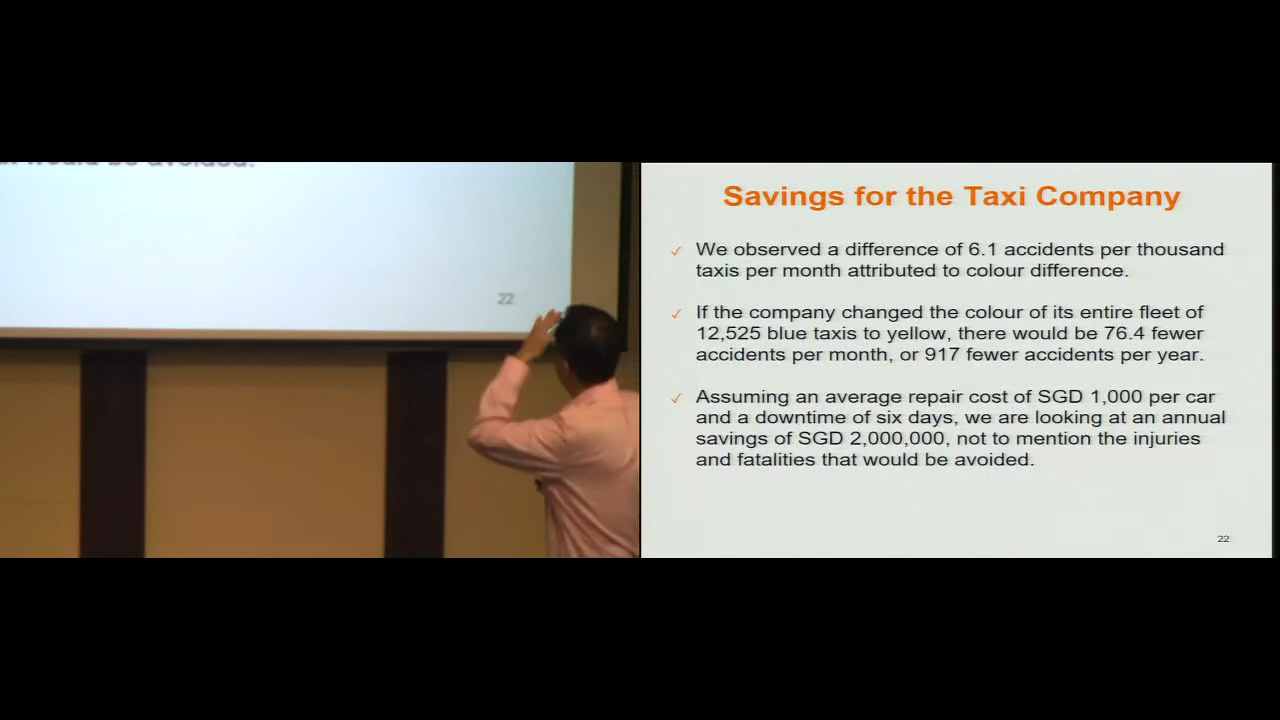 would be avoided.
22
Savings for the Taxi Company
✓ We observed a difference of 6.1 accidents per thousand
taxis per month attributed to colour difference.
✓ If the company changed the colour of its entire fleet of
12,525 blue taxis to yellow, there would be 76.4 fewer
accidents per month, or 917 fewer accidents per year.
✓ Assuming an average repair cost of SGD 1,000 per car
and a downtime of six days, we are looking at an annual
savings of SGD 2,000,000, not to mention the injuries
and fatalities that would be avoided.
22